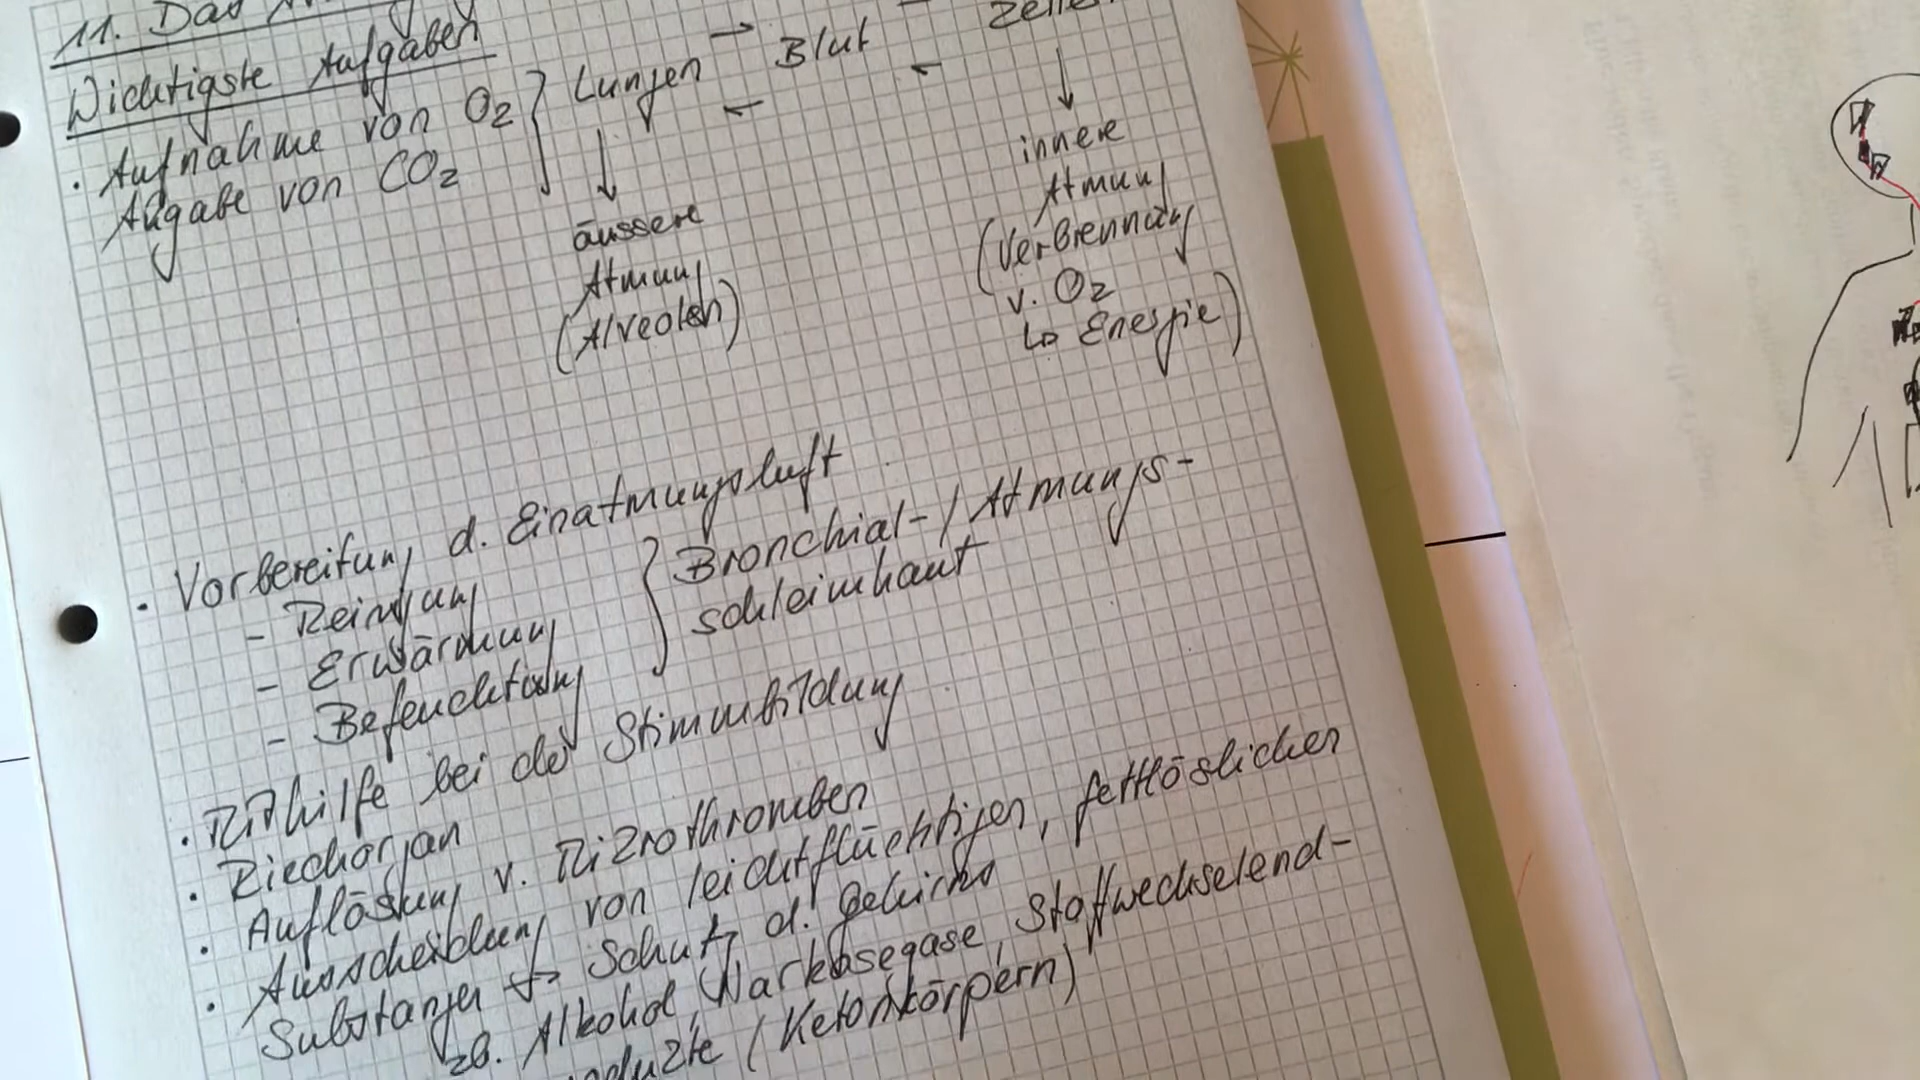 11. Das
Wichtigste Aufgaben
· Aufnahme von O2 } Lungen → ← Blut ← Zellen
Abgabe von CO2
↓ äussere Atmung (Alveolen)
↓ innere Atmung (Verbrennung v. O2 ↳ Energie)
· Vorbereitung d. Einatmungsluft
- Reinigung
- Erwärmung
- Befeuchtung
} Bronchial-/Atmungs-
schleimhaut
· Mithilfe bei der Stimmbildung
· Riechorgan
· Auflösung v. Mikrothromben
· Ausscheidung von leichtflüchtigen, fettlöslichen
Substanzen → Schutz d. Gehirns
zB. Alkohol, Narkosegase, Stoffwechselend-
produkte (Ketonkörpern)